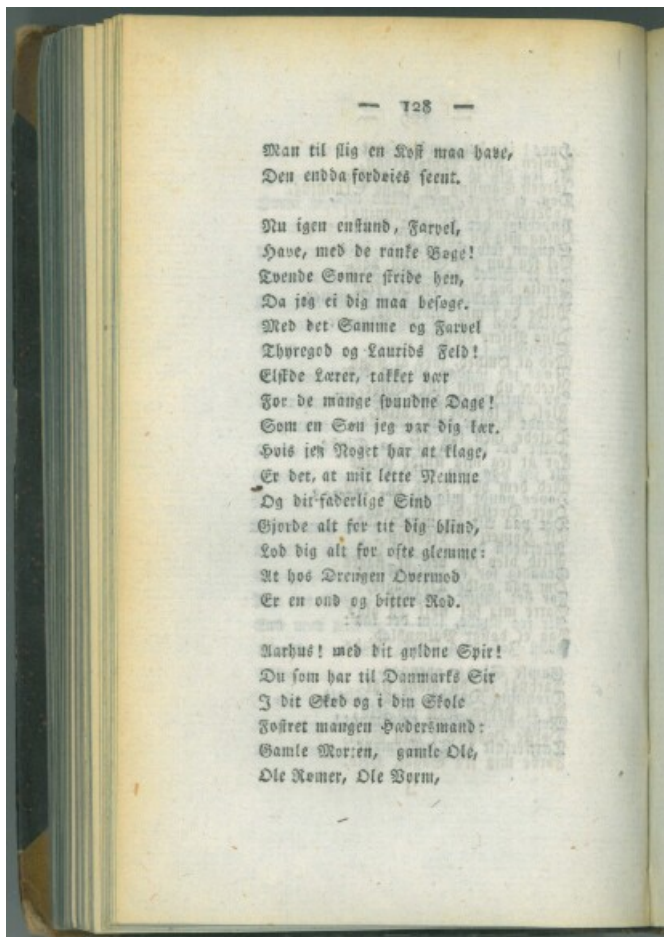 — 128 —
Man til slig en Kost maa have,
Den endda fordøies seent.
Nu igen enstund, Farvel,
Have, med de ranke Bøge!
Tvende Somre skride hen,
Da jeg ei dig maa besøge.
Med det Samme og Farvel
Thyregod og Laurids Feld!
Elskde Lærer, takket vær
For de mange svundne Dage!
Som en Søn jeg var dig kær.
Hvis jeg Noget har at klage,
Er det, at mit lette Nemme
Og dit faderlige Sind
Gjorde alt for tit dig blind,
Lod dig alt for ofte glemme:
At hos Drengen Overmod
Er en ond og bitter Rod.
Aarhus! med dit gyldne Spir!
Du som har til Danmarks Sir
I dit Skød og i din Skole
Fostret mangen Hædersmand:
Gamle Morten, gamle Ole,
Ole Rømer, Ole Vorm,